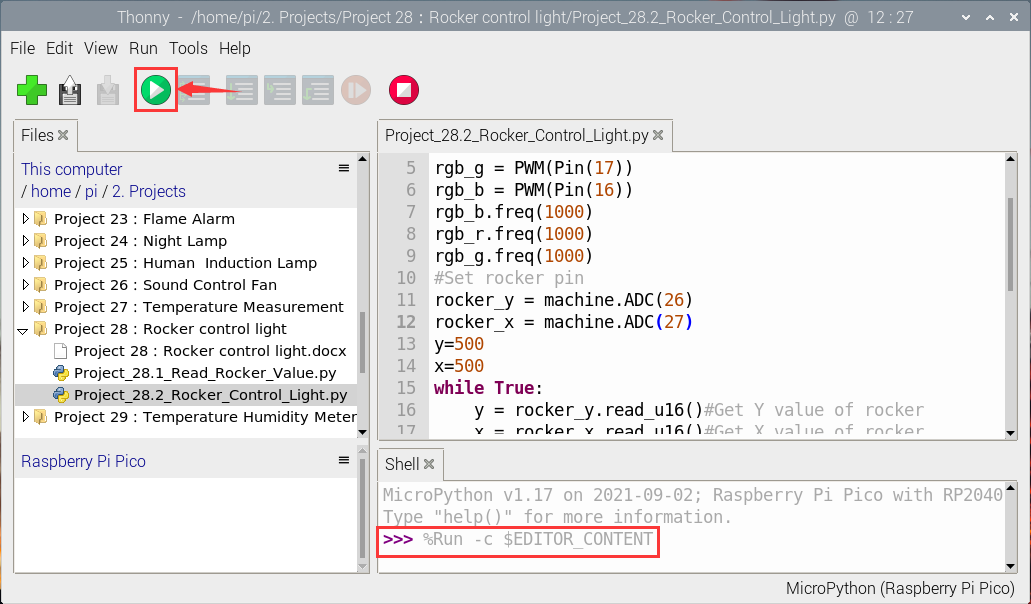 Thonny - /home/pi/2. Projects/Project 28 : Rocker control light/Project_28.2_Rocker_Control_Light.py @ 12 : 27
File Edit View Run Tools Help
Files
This computer
/ home / pi / 2. Projects
Project 23 : Flame Alarm
Project 24 : Night Lamp
Project 25 : Human  Induction Lamp
Project 26 : Sound Control Fan
Project 27 : Temperature Measurement
Project 28 : Rocker control light
Project 28 : Rocker control light.docx
Project_28.1_Read_Rocker_Value.py
Project_28.2_Rocker_Control_Light.py
Project 29 : Temperature Humidity Meter
Raspberry Pi Pico
Project_28.2_Rocker_Control_Light.py
5 rgb_g = PWM(Pin(17))
6 rgb_b = PWM(Pin(16))
7 rgb_b.freq(1000)
8 rgb_r.freq(1000)
9 rgb_g.freq(1000)
10 #Set rocker pin
11 rocker_y = machine.ADC(26)
12 rocker_x = machine.ADC(27)
13 y=500
14 x=500
15 while True:
16     y = rocker_y.read_u16()#Get Y value of rocker
17     x = rocker_x.read_u16()#Get X value of rocker
Shell
MicroPython v1.17 on 2021-09-02; Raspberry Pi Pico with RP2040
Type "help()" for more information.
>>> %Run -c $EDITOR_CONTENT
MicroPython (Raspberry Pi Pico)